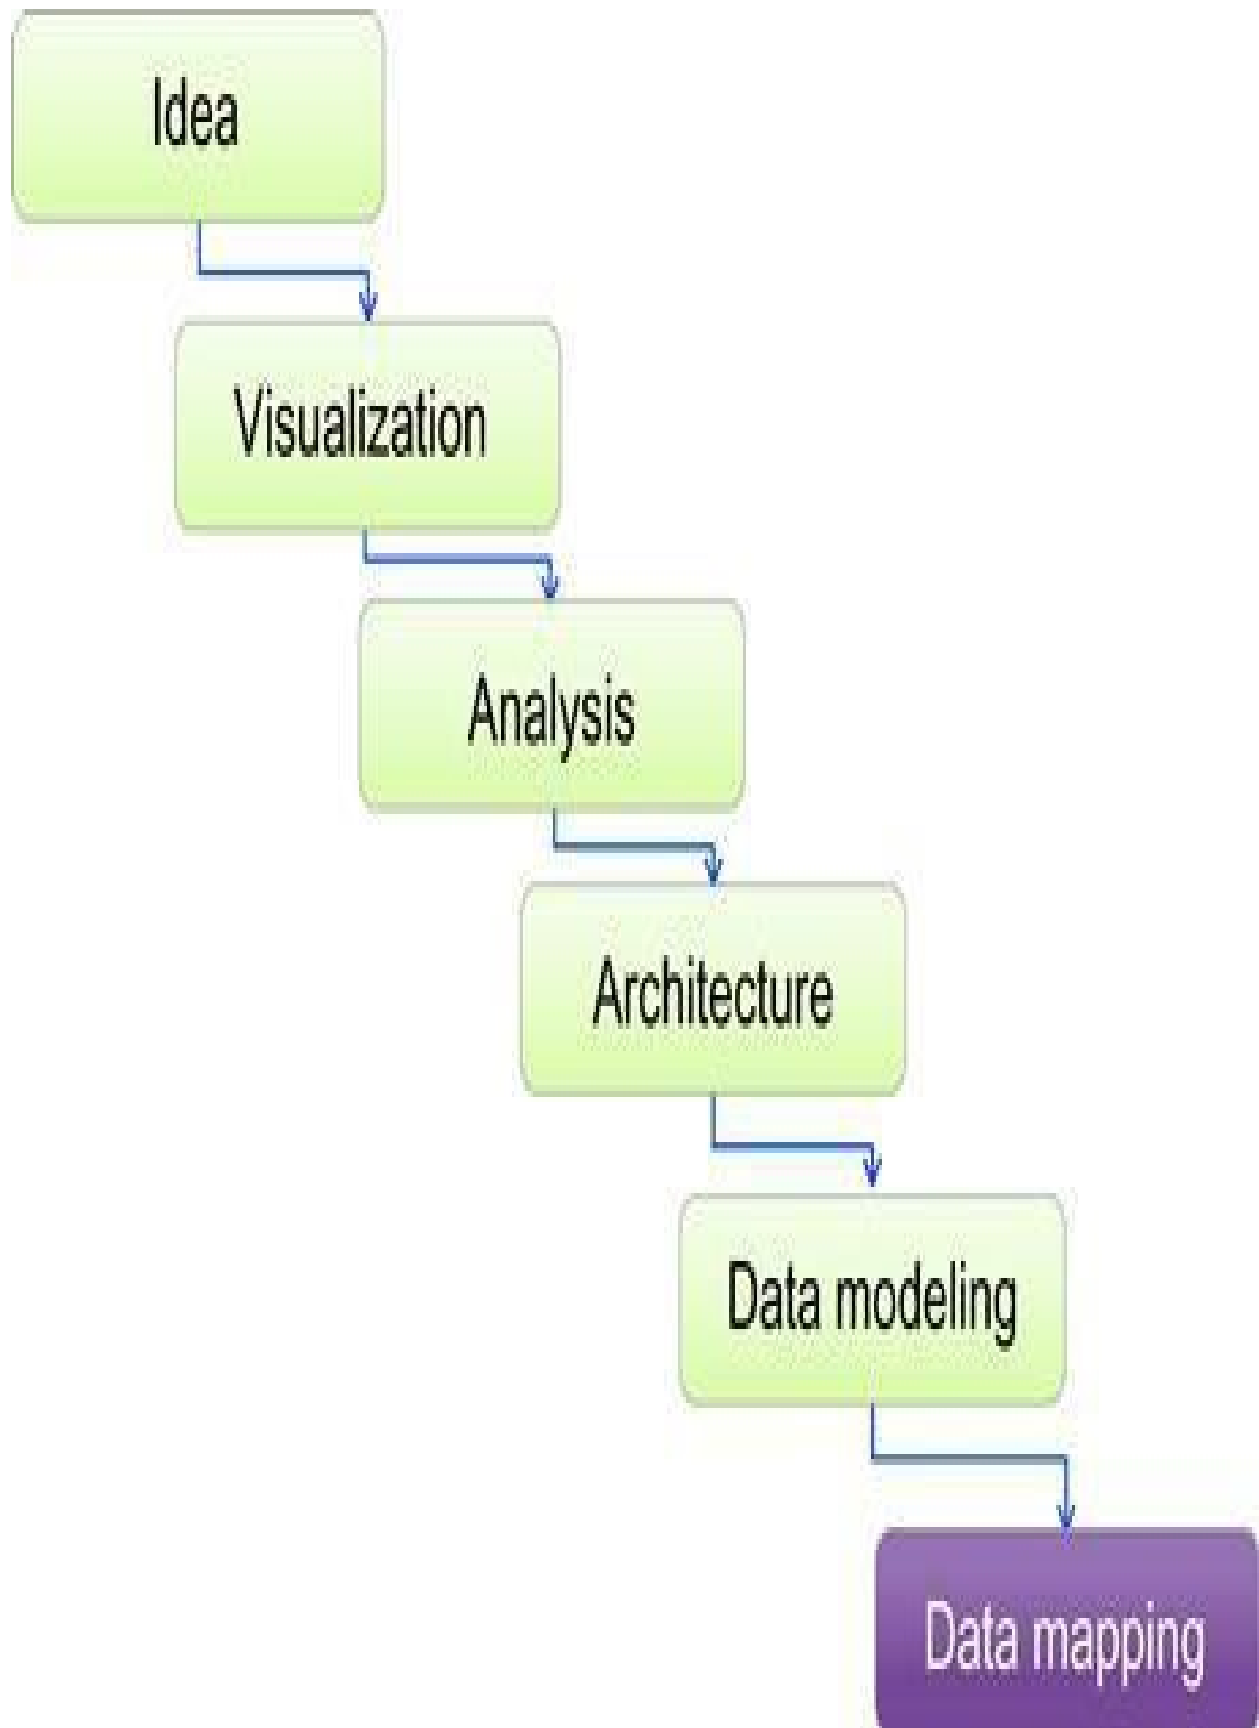 Idea
Visualization
Analysis
Architecture
Data modeling
Data mapping